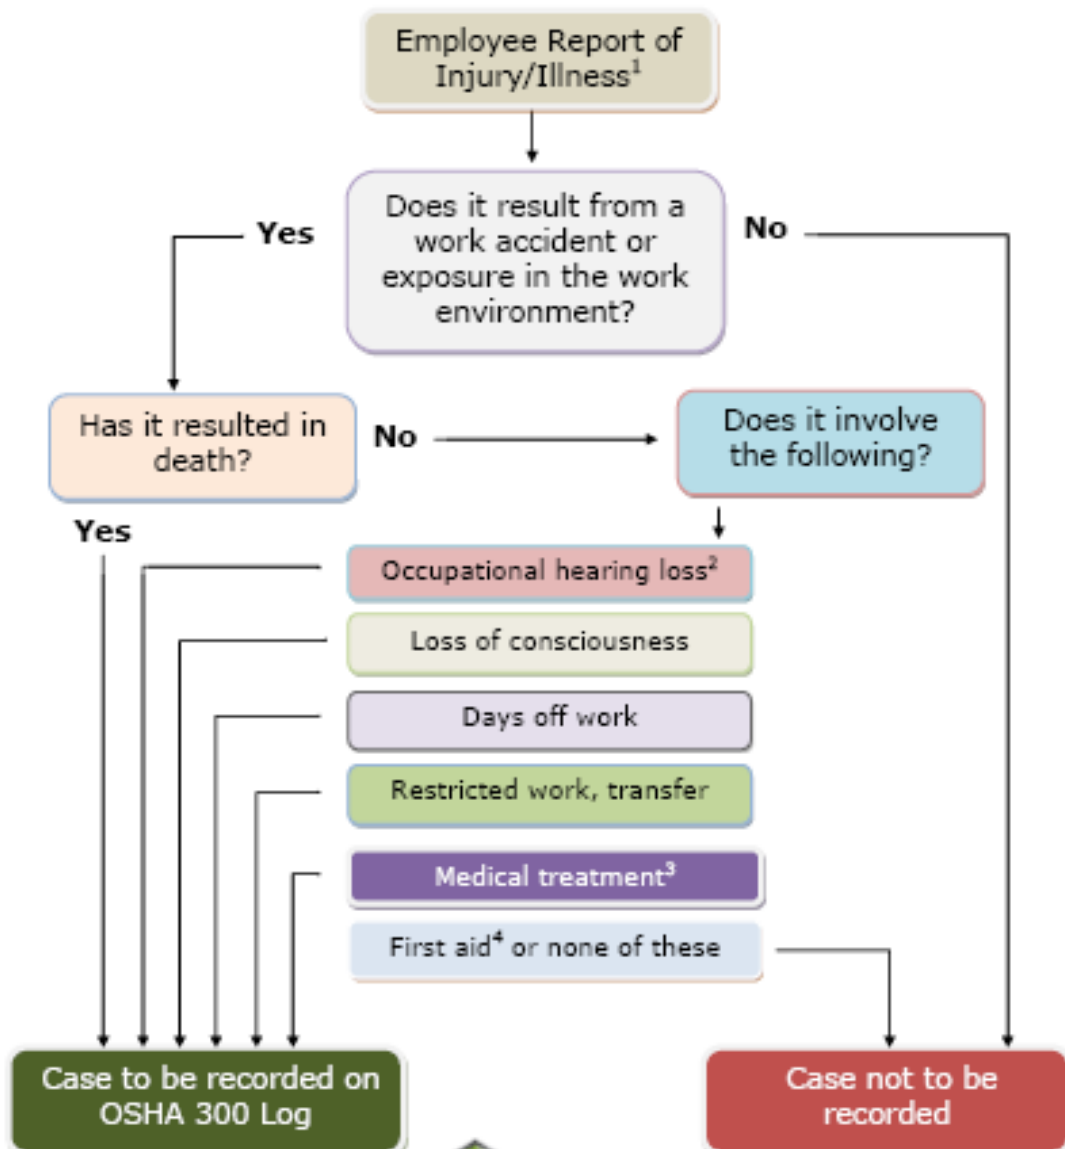 Employee Report of
Injury/Illness¹
Does it result from a
work accident or
exposure in the work
environment?
Yes
No
Has it resulted in
death?
No
Does it involve
the following?
Yes
Occupational hearing loss²
Loss of consciousness
Days off work
Restricted work, transfer
Medical treatment³
First aid⁴ or none of these
Case to be recorded on
OSHA 300 Log
Case not to be
recorded